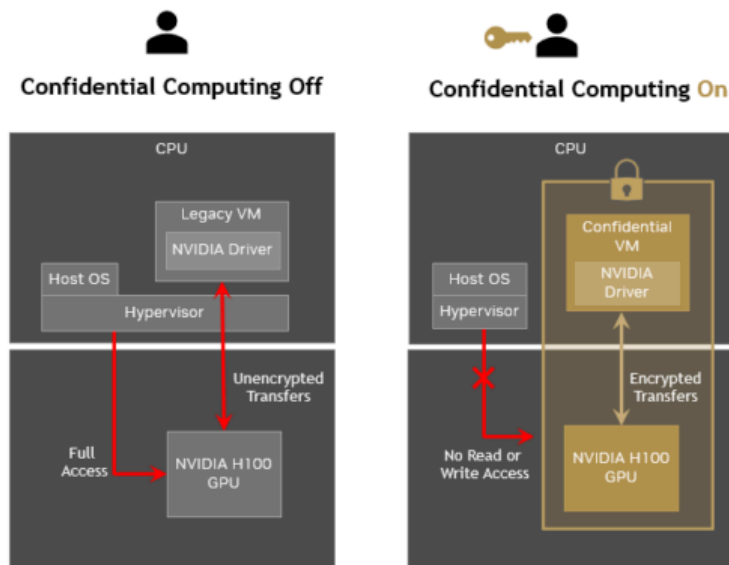 Confidential Computing Off
CPU
Legacy VM
NVIDIA Driver
Host OS
Hypervisor
Unencrypted
Transfers
Full
Access
NVIDIA H100
GPU
Confidential Computing On
CPU
Confidential
VM
NVIDIA
Driver
Host OS
Hypervisor
Encrypted
Transfers
No Read or
Write Access
NVIDIA H100
GPU